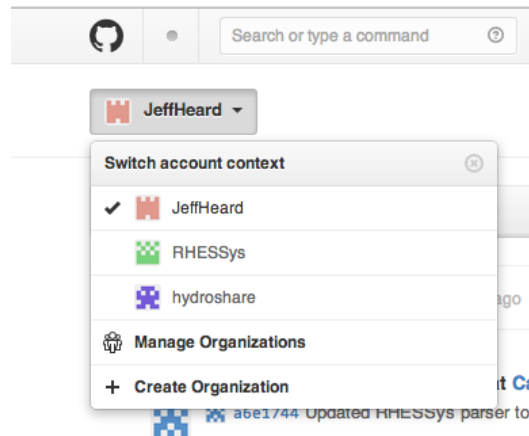 Search or type a command
JeffHeard
Switch account context
JeffHeard
RHESSys
hydroshare
ago
Manage Organizations
Create Organization
a6e1744 Updated RHESSys parser to